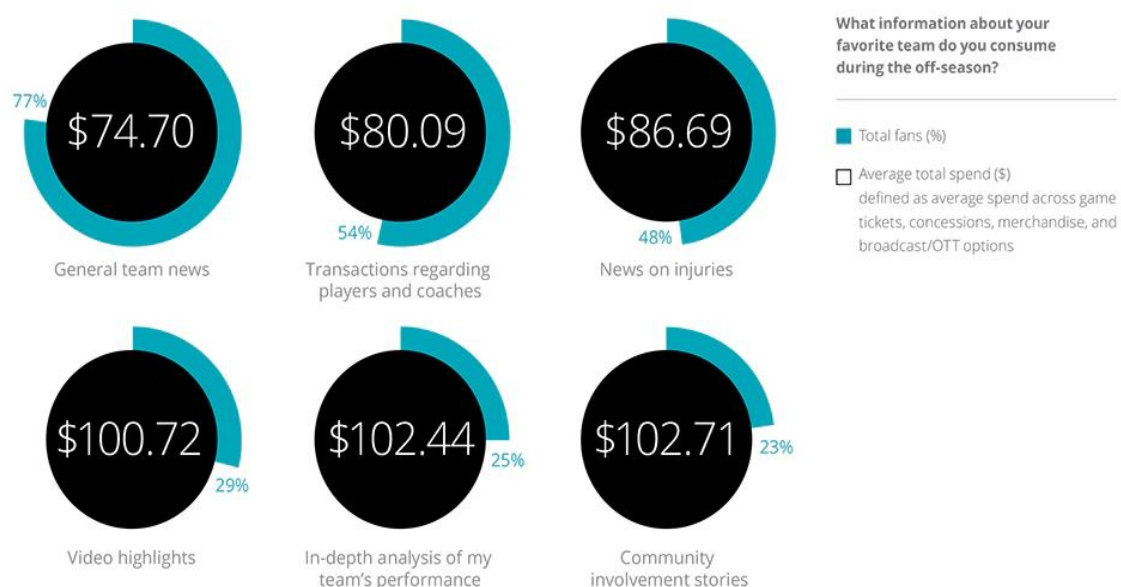 77%
$74.70
General team news
$80.09
54%
Transactions regarding
players and coaches
$86.69
48%
News on injuries
$100.72
29%
Video highlights
$102.44
25%
In-depth analysis of my
team's performance
$102.71
23%
Community
involvement stories
What information about your
favorite team do you consume
during the off-season?
Total fans (%)
Average total spend ($)
defined as average spend across game
tickets, concessions, merchandise, and
broadcast/OTT options